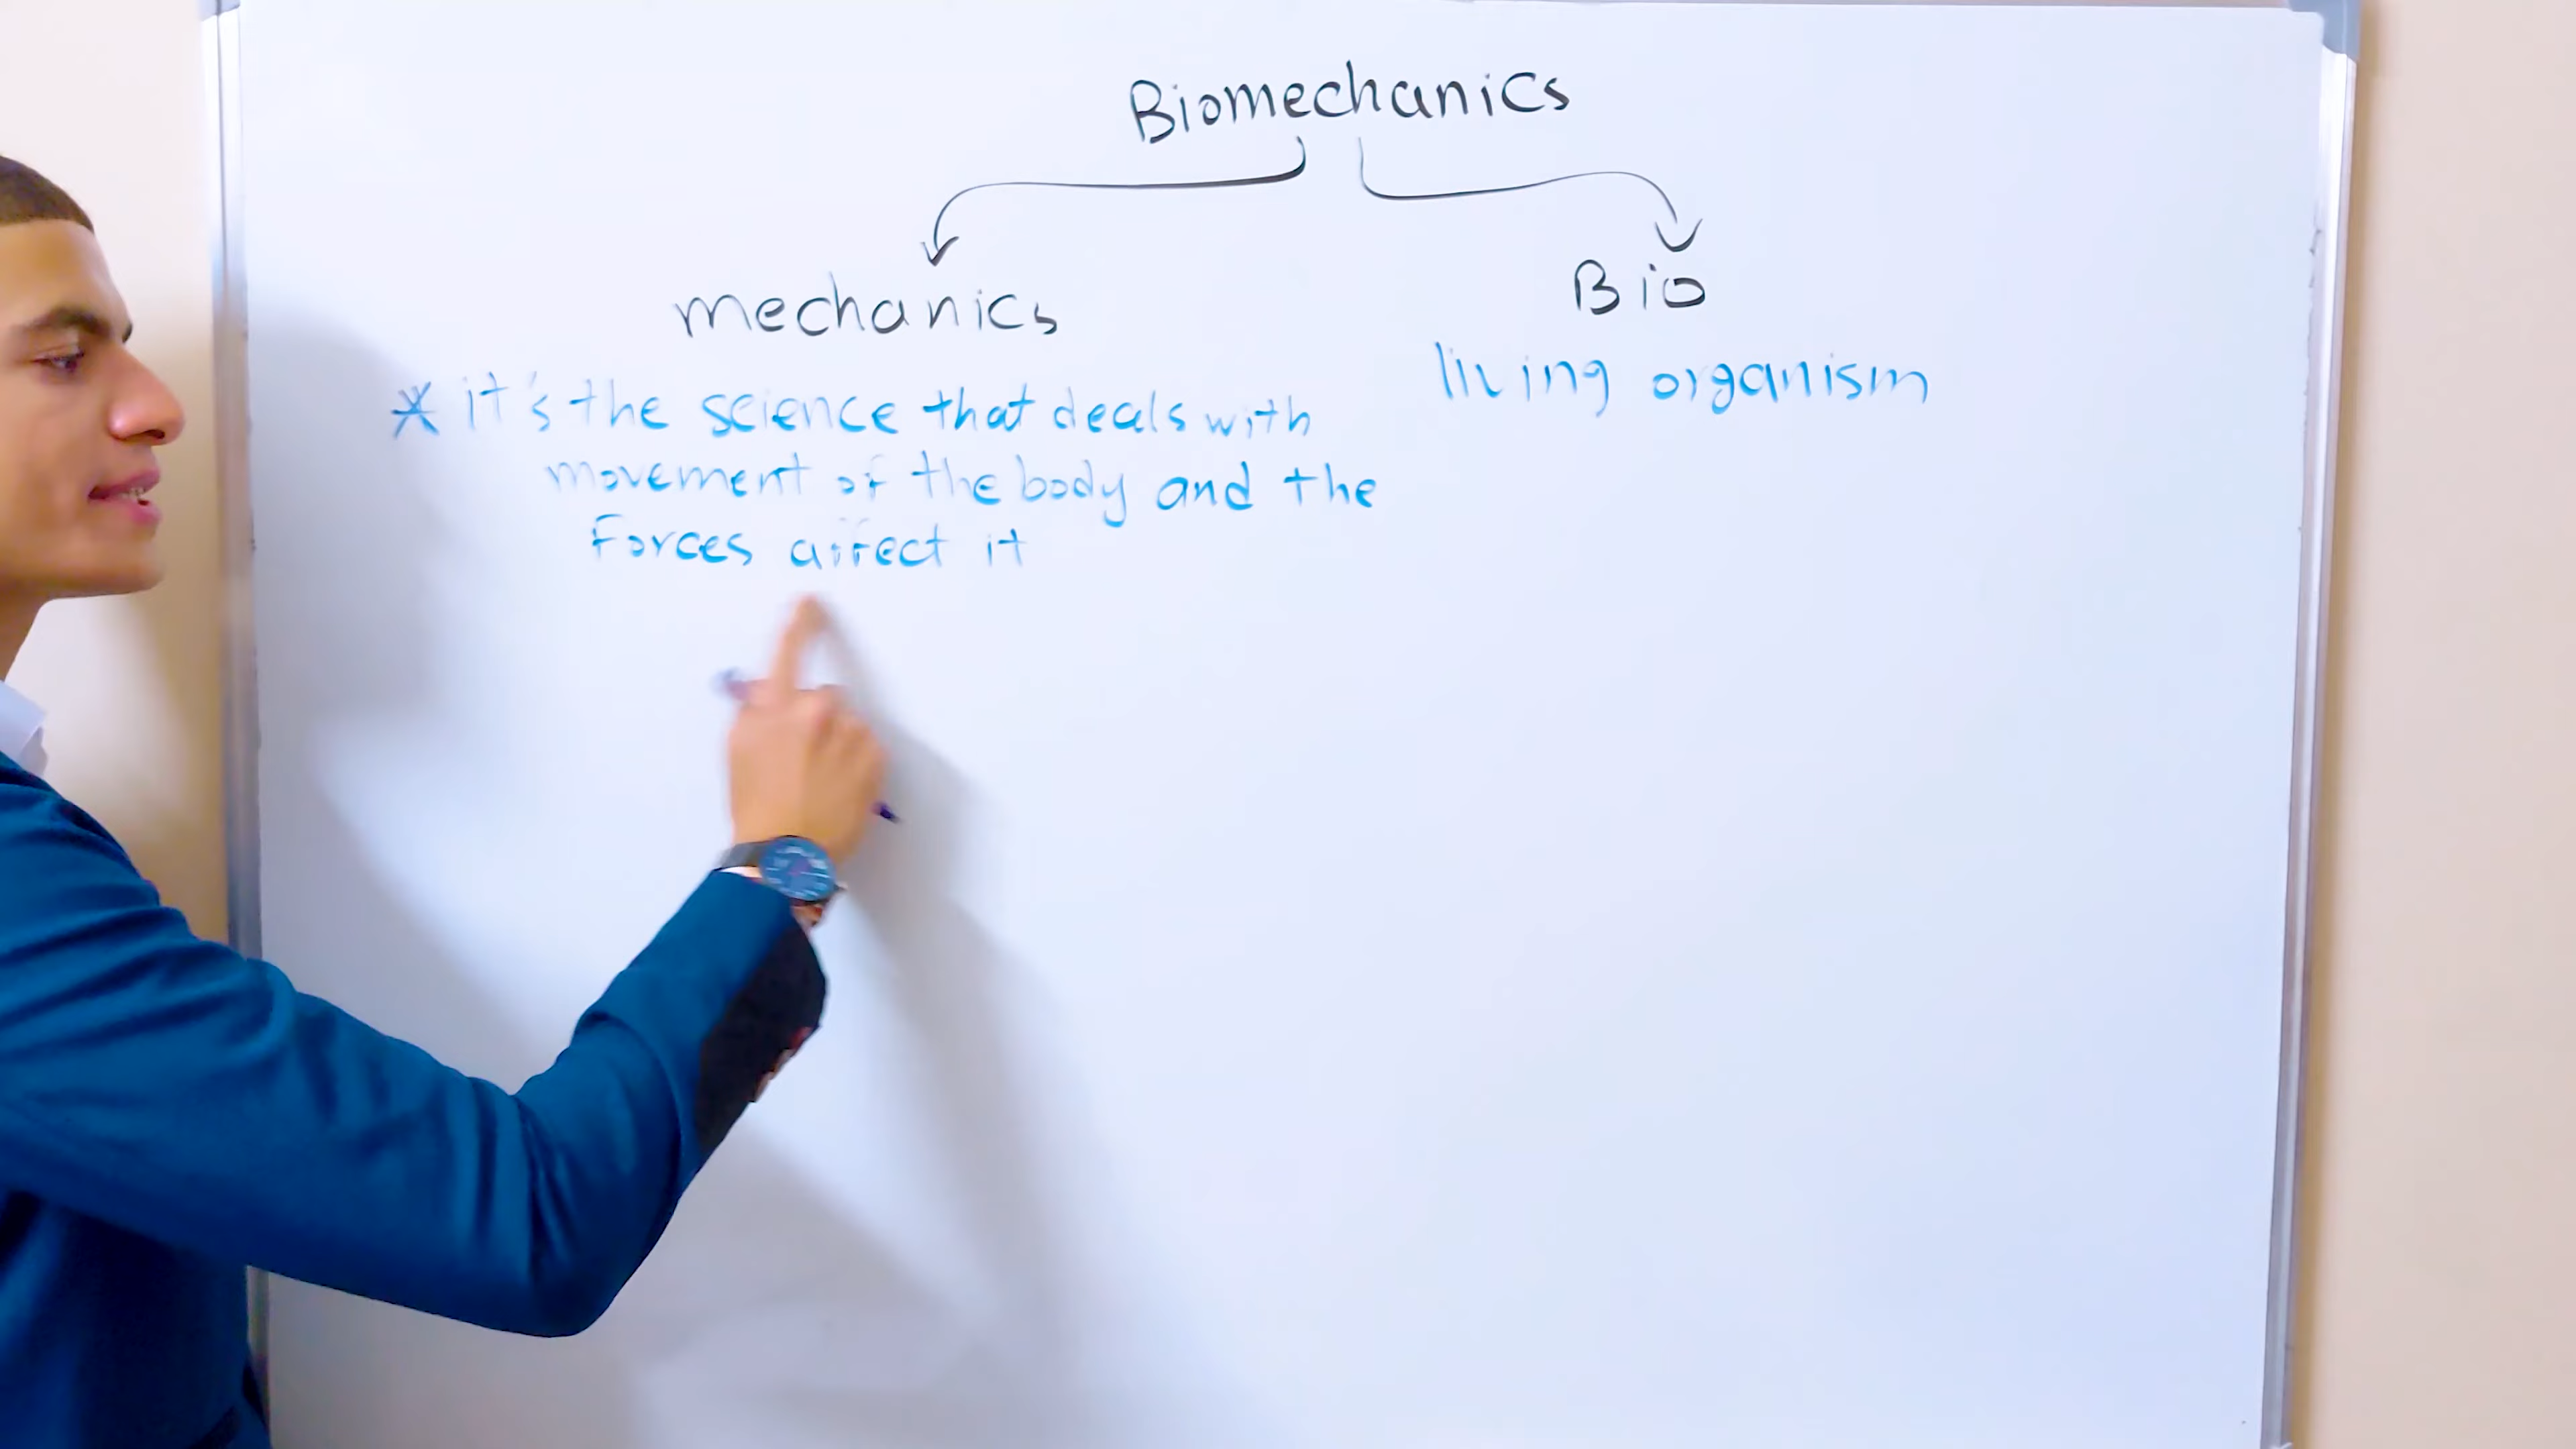 Biomechanics
mechanics
Bio
* it's the science that deals with
movement of the body and the
Forces affect it
living organism